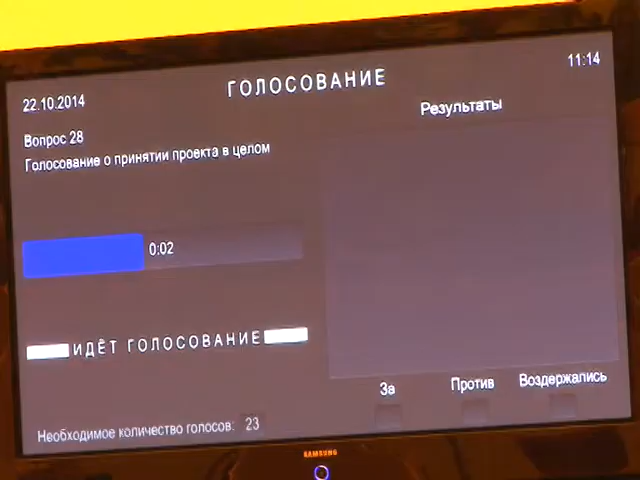 22.10.2014
ГОЛОСОВАНИЕ
11:14
Вопрос 28
Голосование о принятии проекта в целом
Результаты
0:02
ИДЁТ ГОЛОСОВАНИЕ
За
Против
Воздержались
Необходимое количество голосов: 23
SAMSUNG